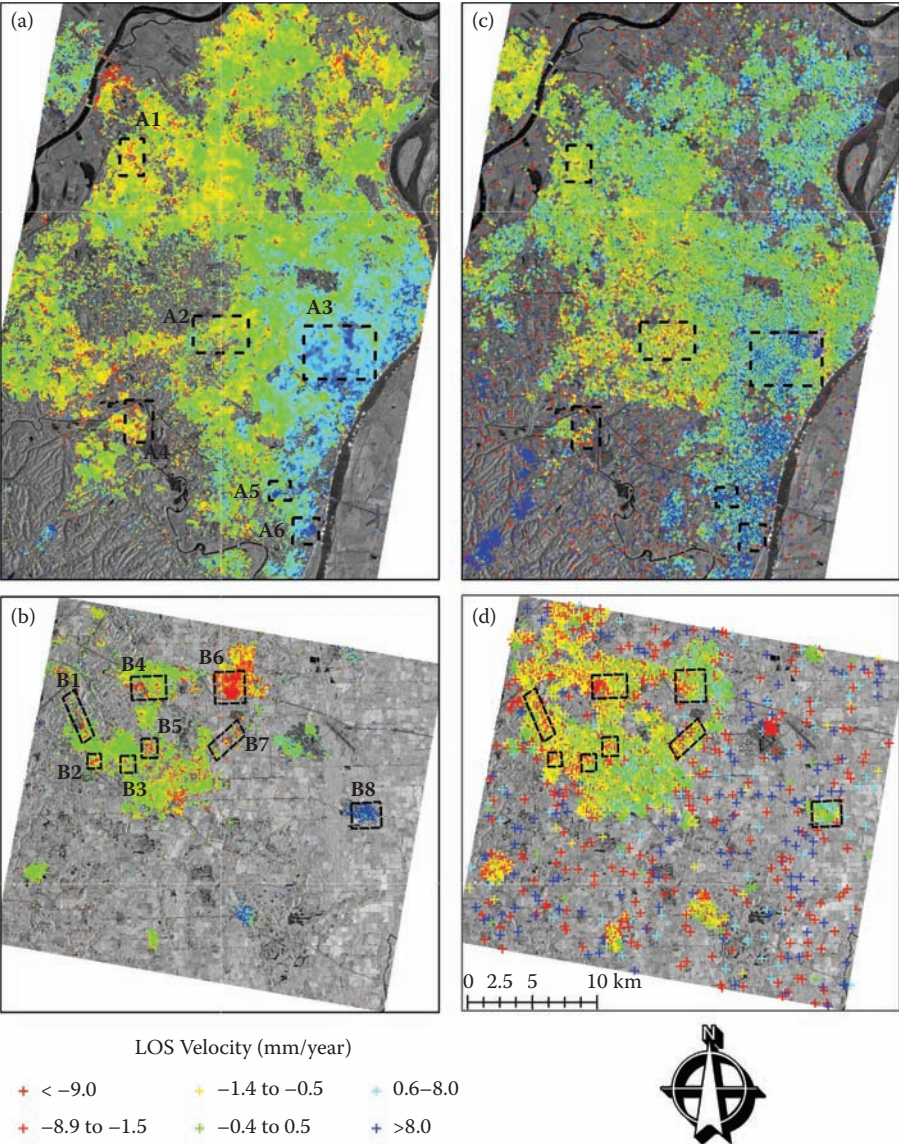 (a)
(c)
A1
A2
A3
A4
A5
A6
(b)
(d)
B1
B4
B6
B5
B7
B2
B3
B8
0 2.5 5 10 km
LOS Velocity (mm/year)
+ < −9.0
+ −1.4 to −0.5
+ 0.6–8.0
+ −8.9 to −1.5
+ −0.4 to 0.5
+ >8.0
N